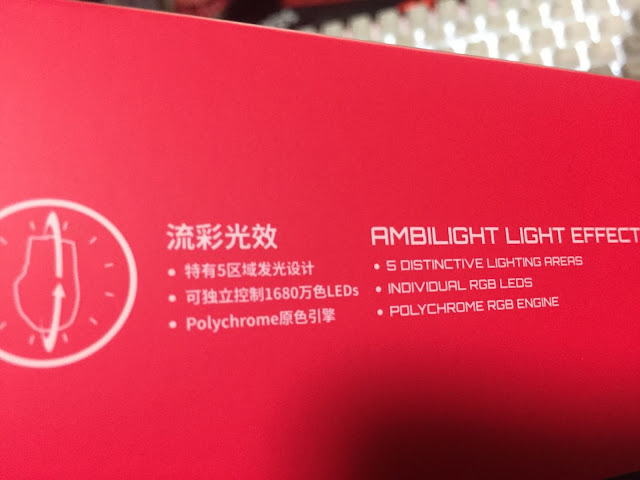 流彩光效
• 特有5区域发光设计
• 可独立控制1680万色LEDs
• Polychrome原色引擎
AMBILIGHT LIGHT EFFECT
• 5 DISTINCTIVE LIGHTING AREAS
• INDIVIDUAL RGB LEDS
• POLYCHROME RGB ENGINE